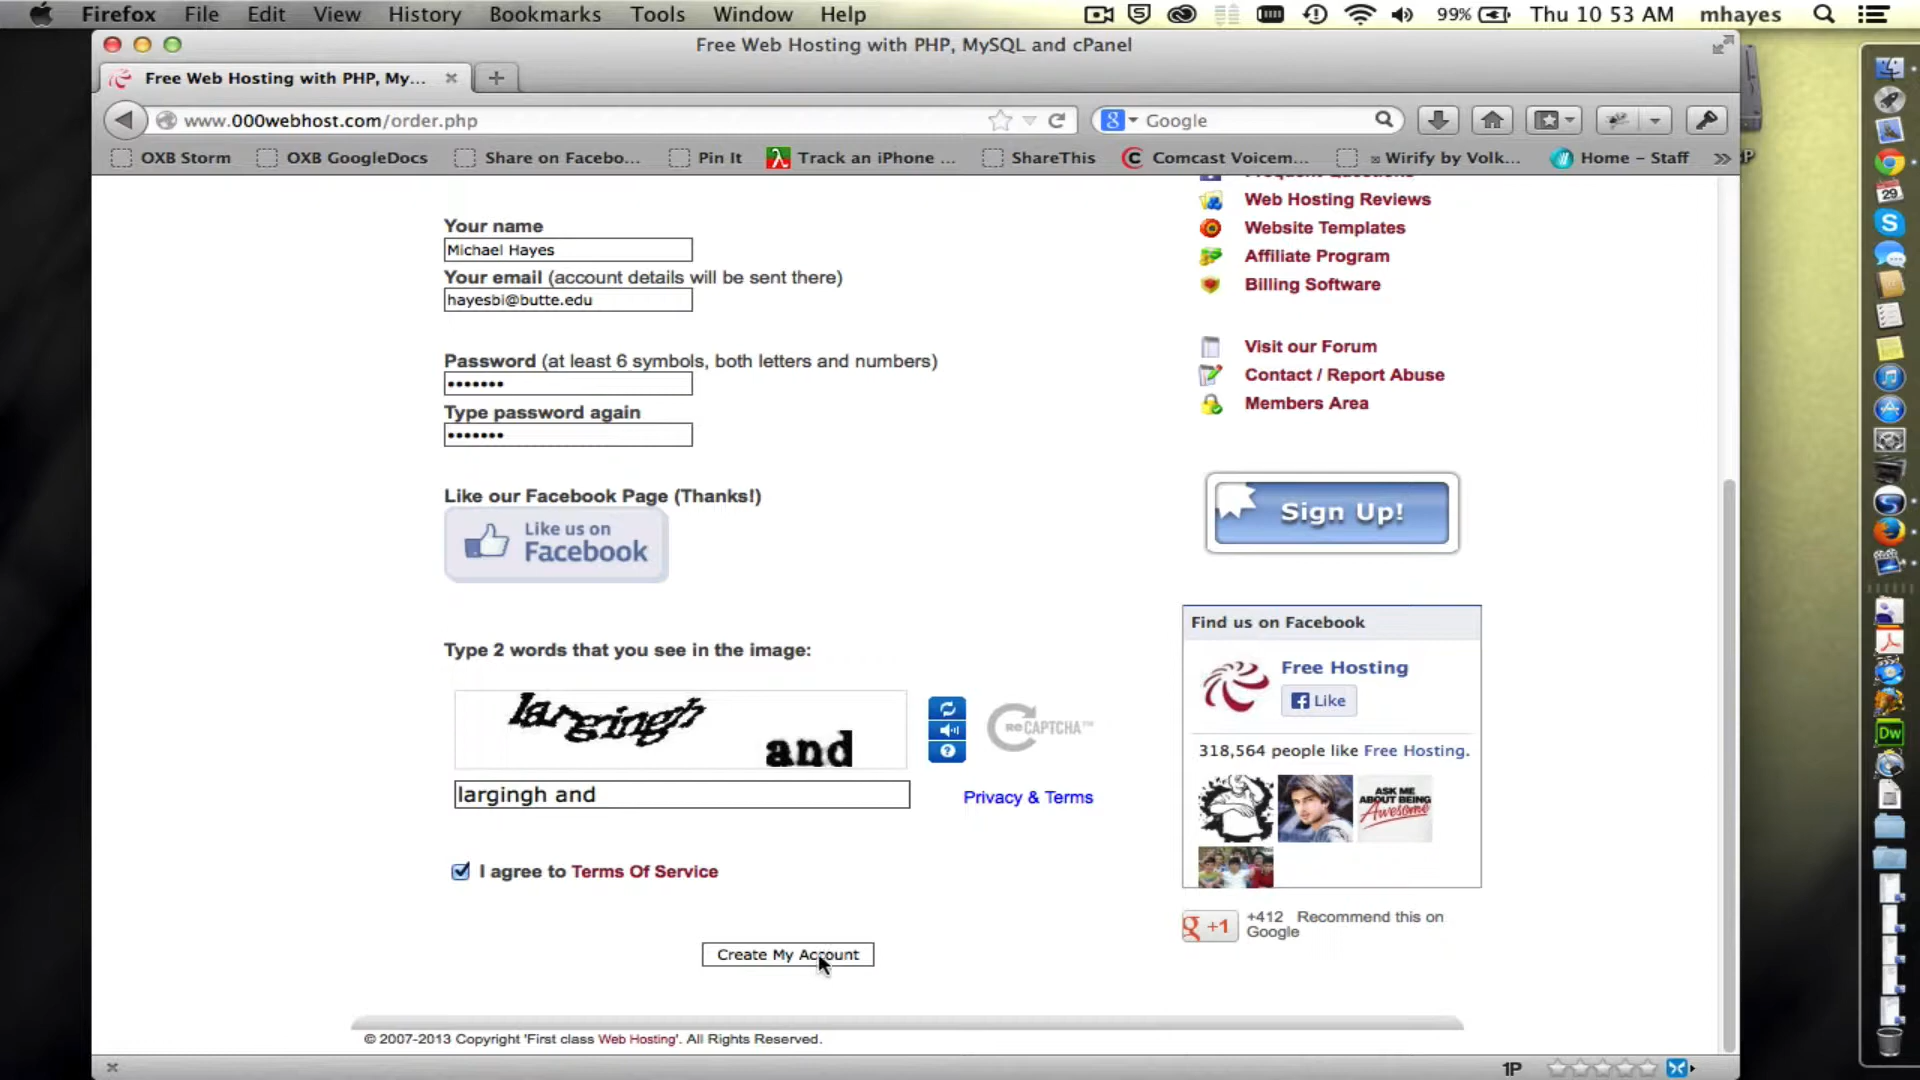 Firefox File Edit View History Bookmarks Tools Window Help 99% Thu 10 53 AM mhayes
Free Web Hosting with PHP, MySQL and cPanel
Free Web Hosting with PHP, My...
www.000webhost.com/order.php Google
OXB Storm OXB GoogleDocs Share on Facebo... Pin It Track an iPhone ... ShareThis Comcast Voicem... Wirify by Volk... Home – Staff
Your name
Michael Hayes
Your email (account details will be sent there)
hayesbi@butte.edu
Password (at least 6 symbols, both letters and numbers)
•••••••
Type password again
•••••••
Like our Facebook Page (Thanks!)
Like us on
Facebook
Type 2 words that you see in the image:
largingh
and
reCAPTCHA™
largingh and
Privacy & Terms
I agree to Terms Of Service
Create My Account
Frequent Questions
Web Hosting Reviews
Website Templates
Affiliate Program
Billing Software
Visit our Forum
Contact / Report Abuse
Members Area
Sign Up!
Find us on Facebook
Free Hosting
Like
318,564 people like Free Hosting.
ASK ME
ABOUT BEING
Awesome
+1 +412 Recommend this on
Google
© 2007-2013 Copyright 'First class Web Hosting'. All Rights Reserved.
1P
29
Dw